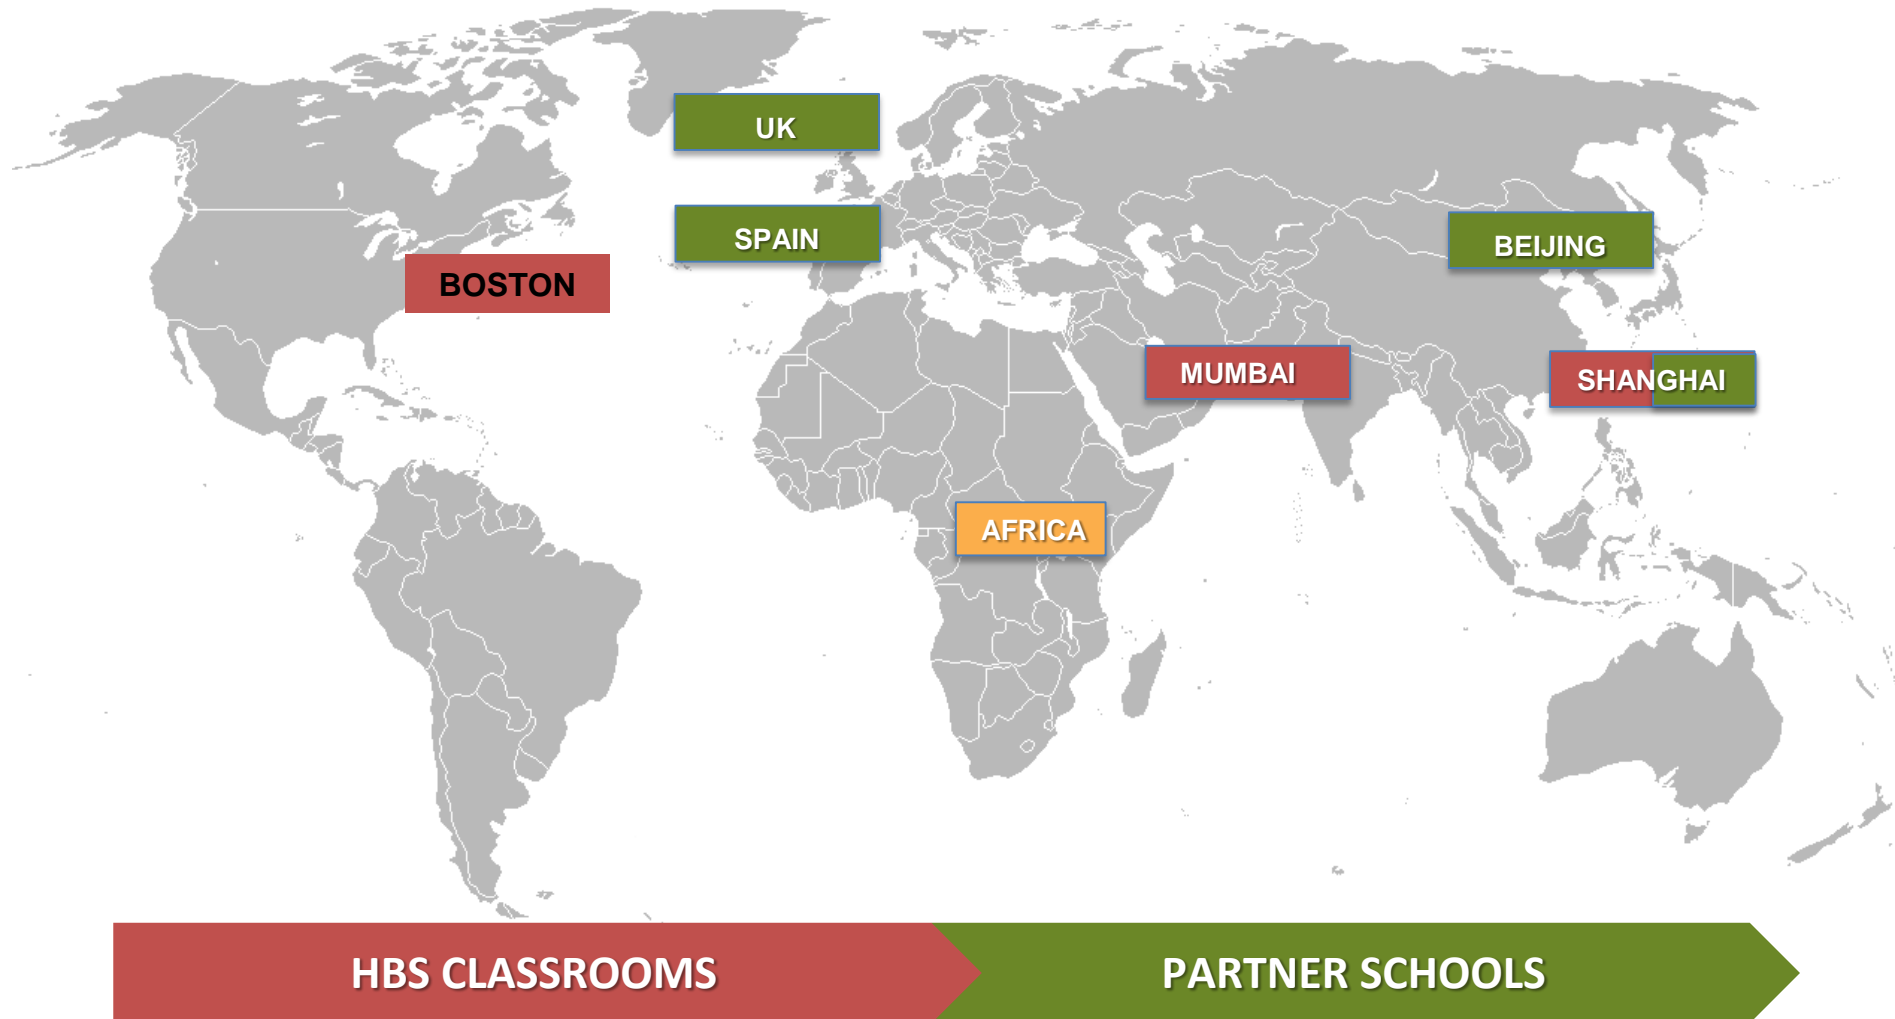 UK
SPAIN
BEIJING
BOSTON
MUMBAI
SHANGHAI
AFRICA
HBS CLASSROOMS
PARTNER SCHOOLS